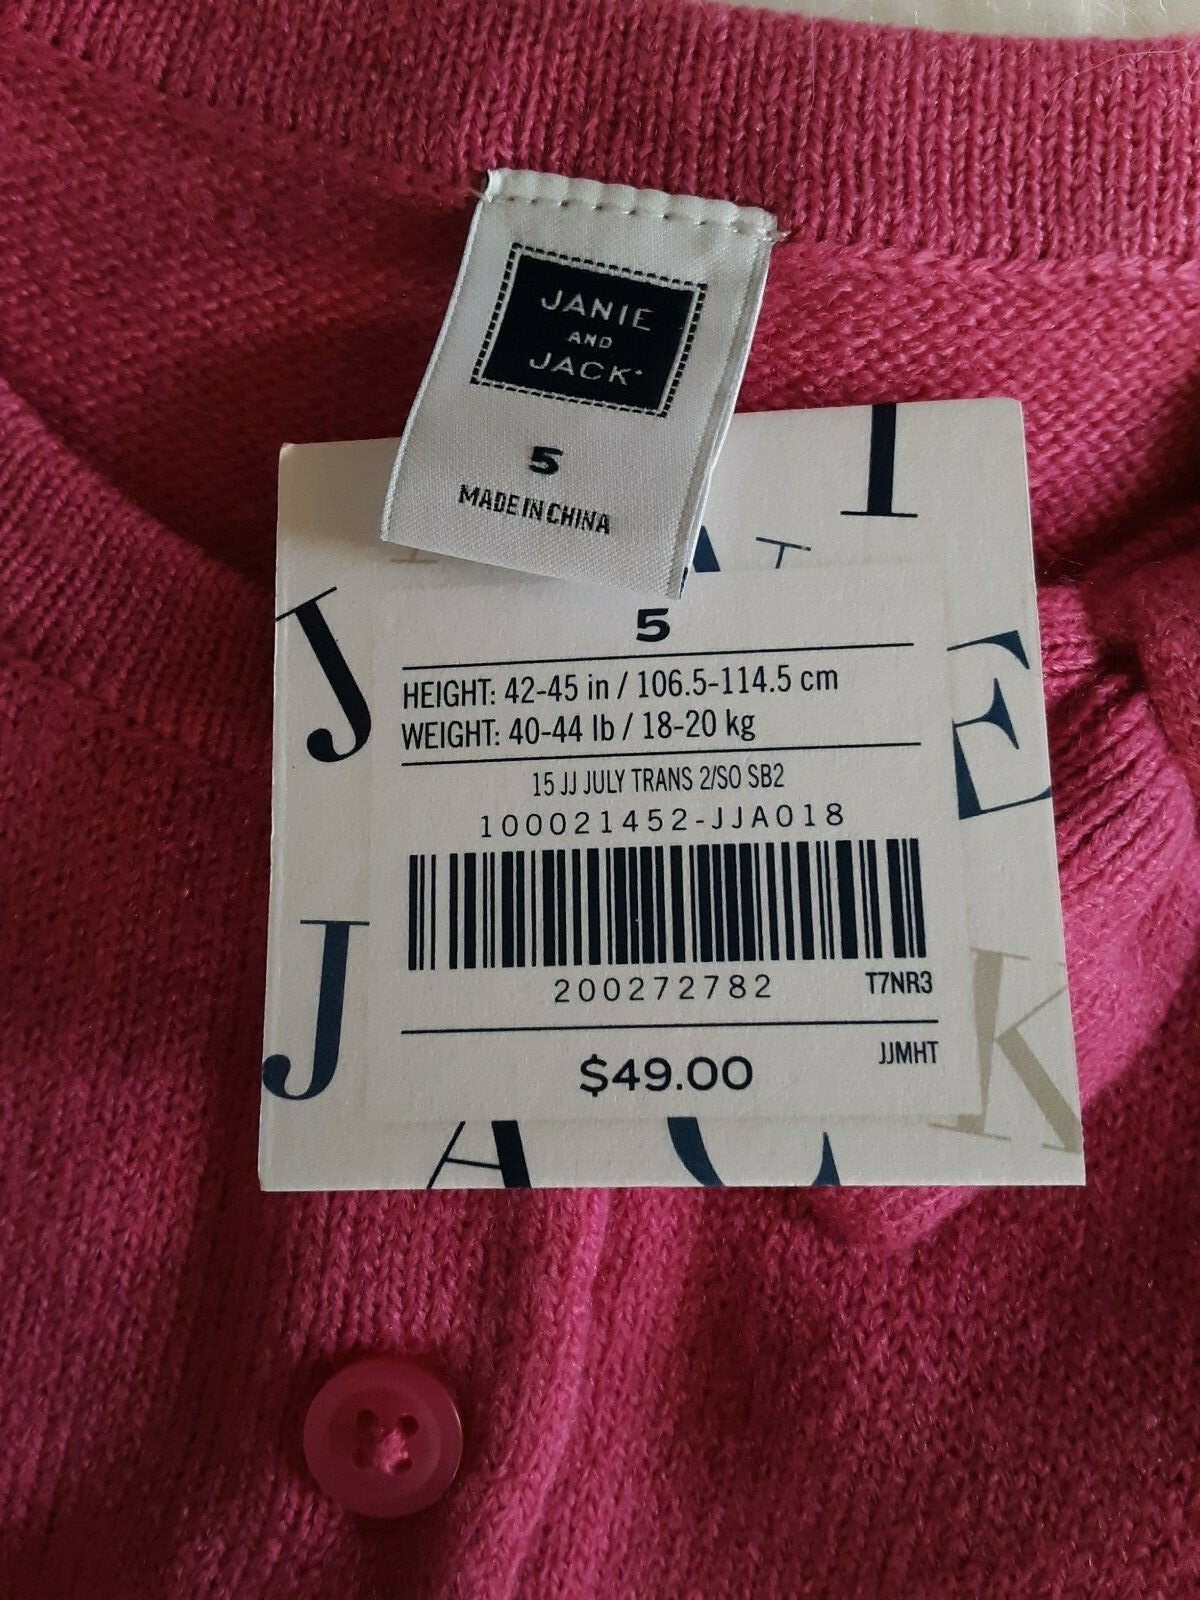 JANIE
AND
JACK
5
MADE IN CHINA
5
HEIGHT: 42-45 in / 106.5-114.5 cm
WEIGHT: 40-44 lb / 18-20 kg
15 JJ JULY TRANS 2/SO SB2
100021452-JJA018
200272782 T7NR3
JJMHT
$49.00
J
I
E
J
A
C
K